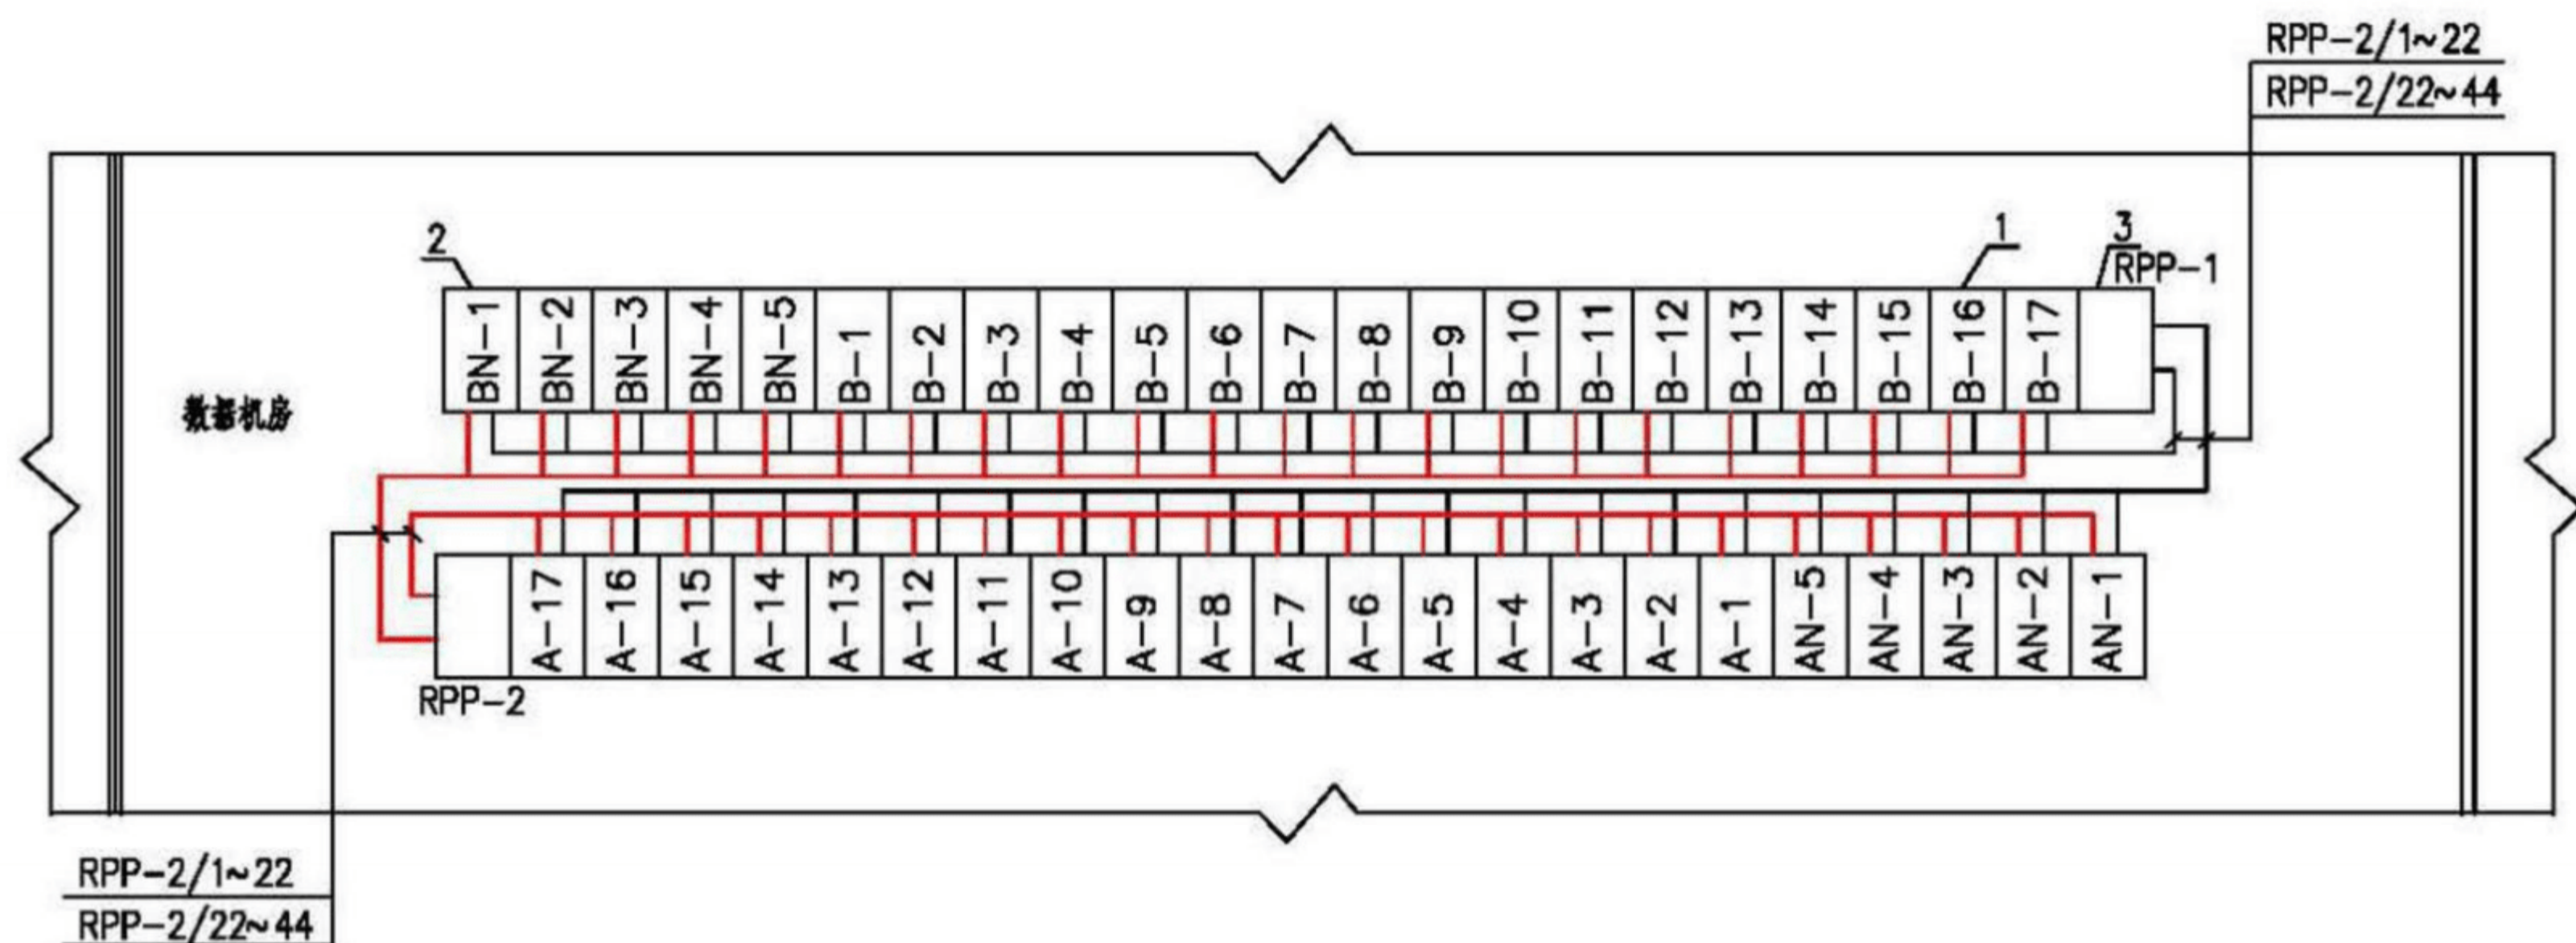 RPP-2/1~22
RPP-2/22~44
2
1
3
RPP-1
BN-1
BN-2
BN-3
BN-4
BN-5
B-1
B-2
B-3
B-4
B-5
B-6
B-7
B-8
B-9
B-10
B-11
B-12
B-13
B-14
B-15
B-16
B-17
数据机房
A-17
A-16
A-15
A-14
A-13
A-12
A-11
A-10
A-9
A-8
A-7
A-6
A-5
A-4
A-3
A-2
A-1
AN-5
AN-4
AN-3
AN-2
AN-1
RPP-2
RPP-2/1~22
RPP-2/22~44